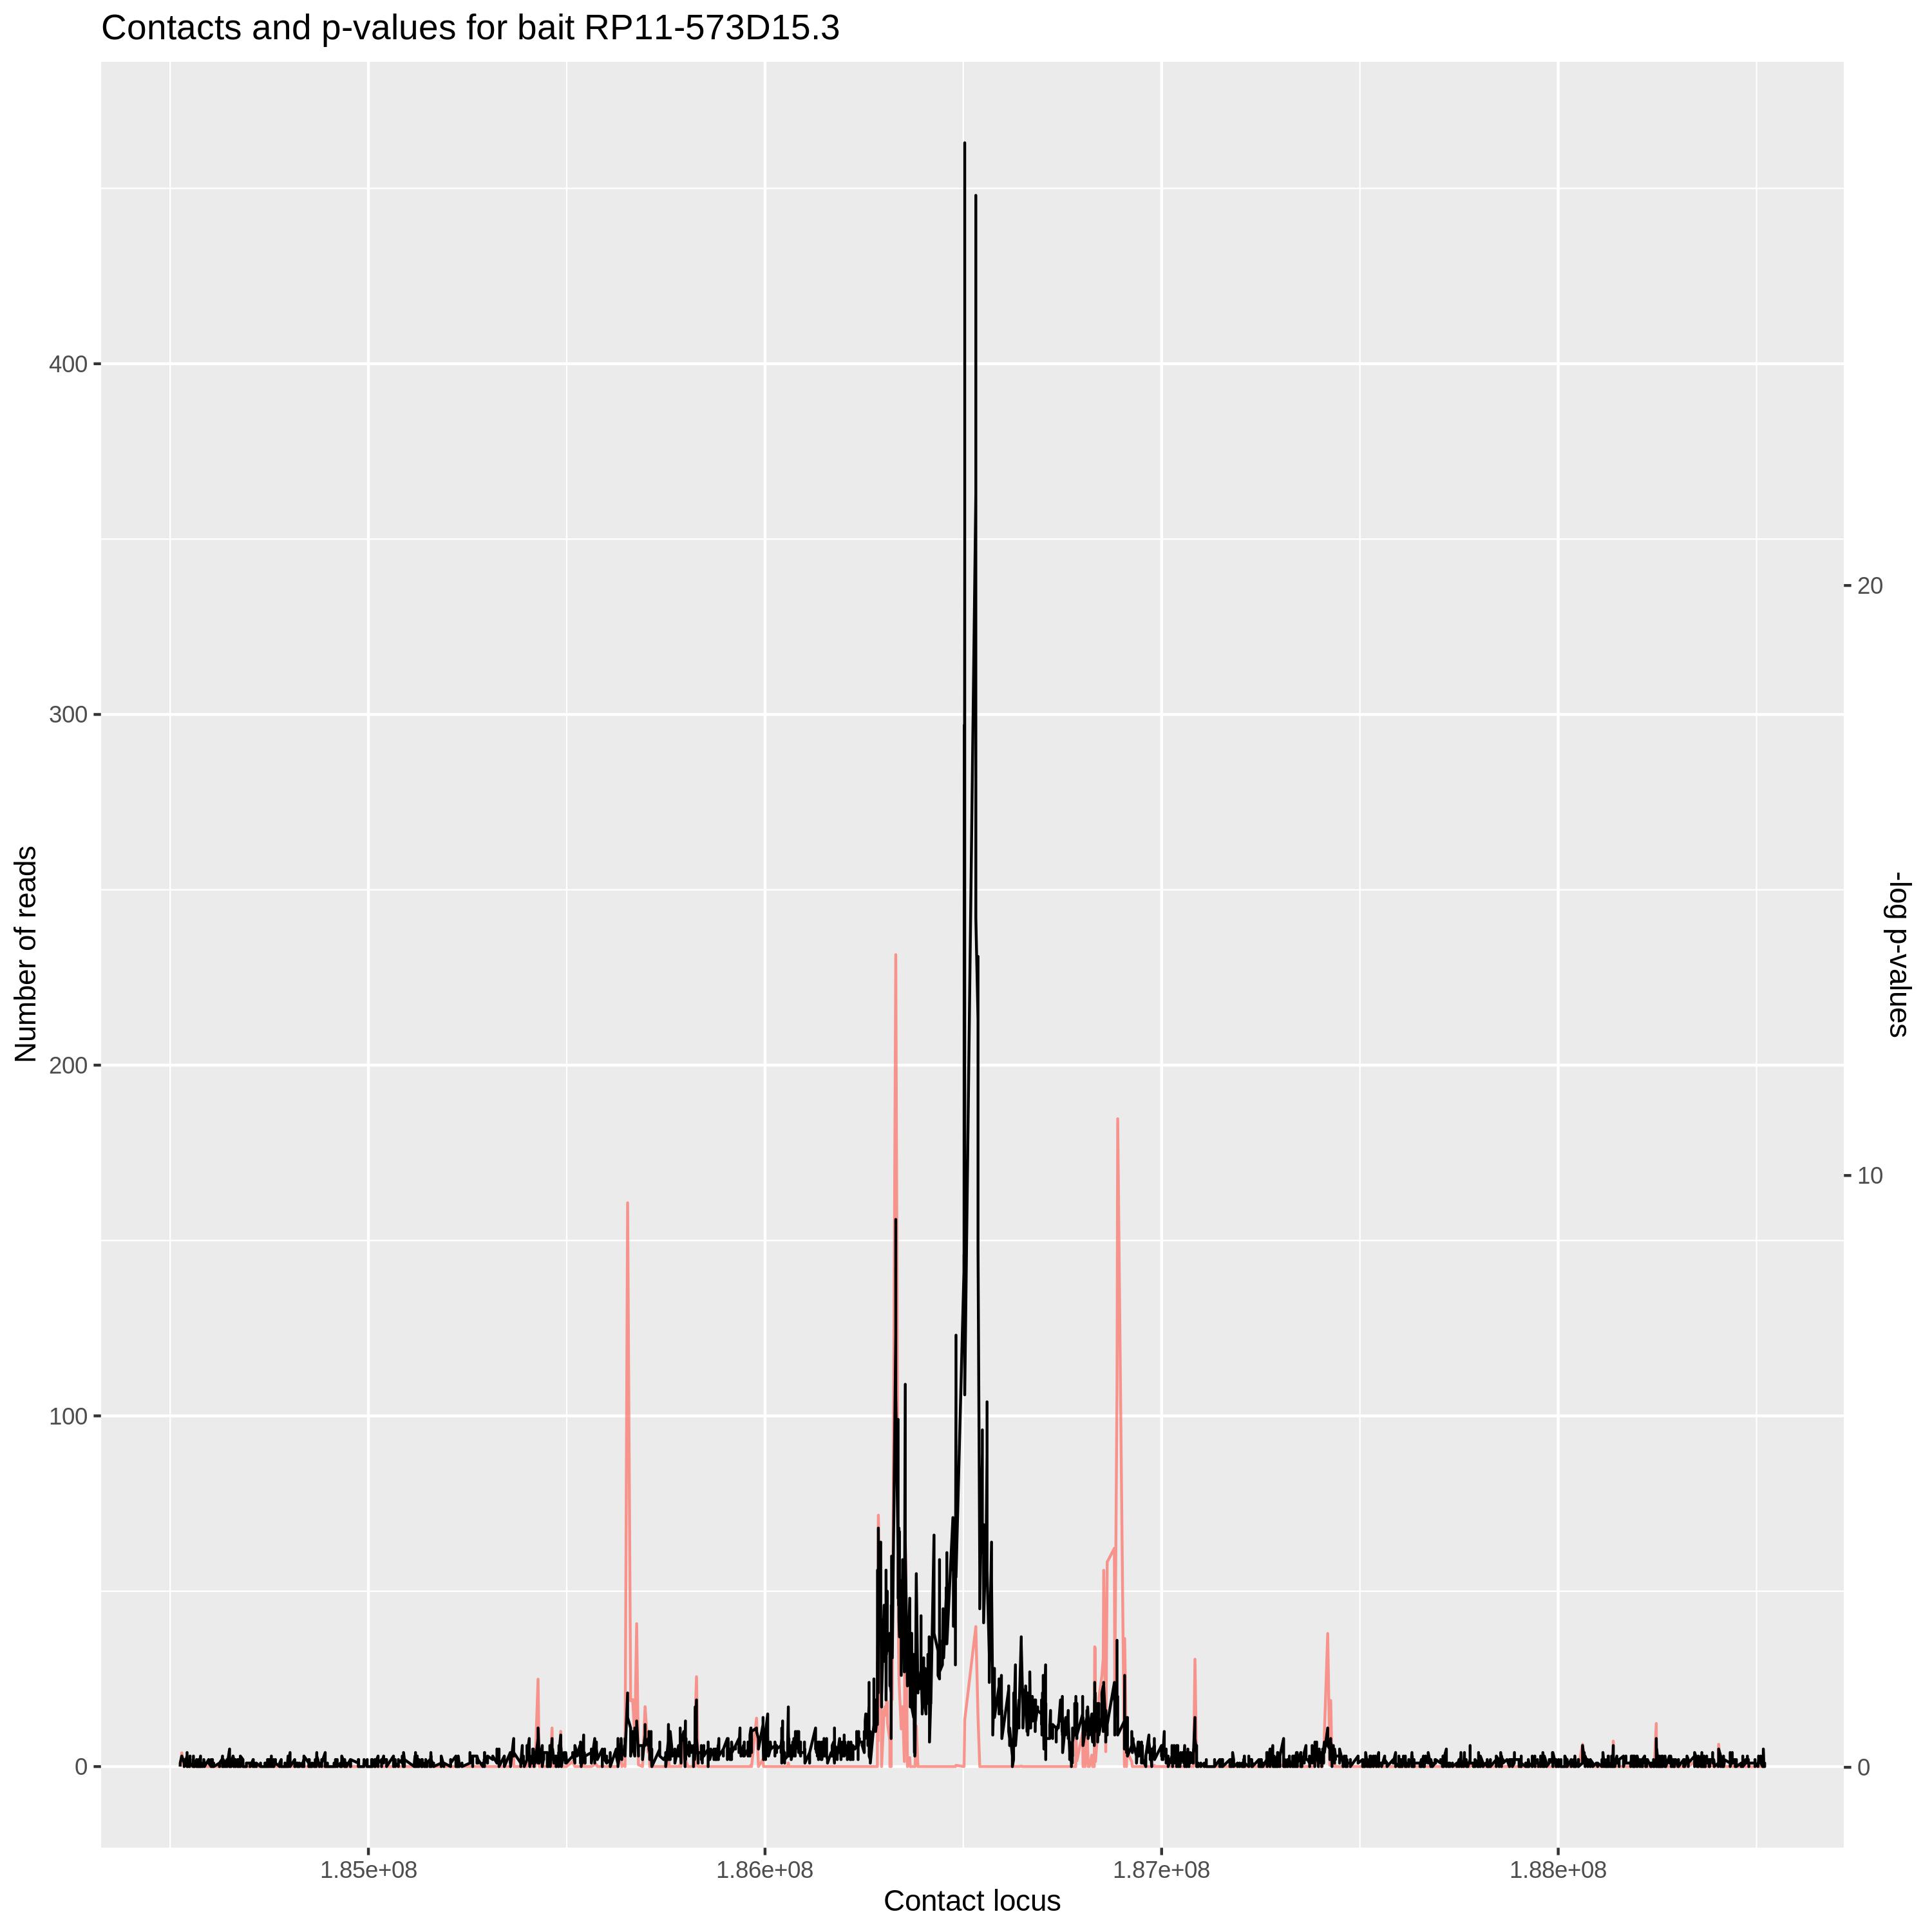 Contacts and p-values for bait RP11-573D15.3
400
300
200
100
0
Number of reads
20
10
0
-log p-values
1.85e+08
1.86e+08
1.87e+08
1.88e+08
Contact locus